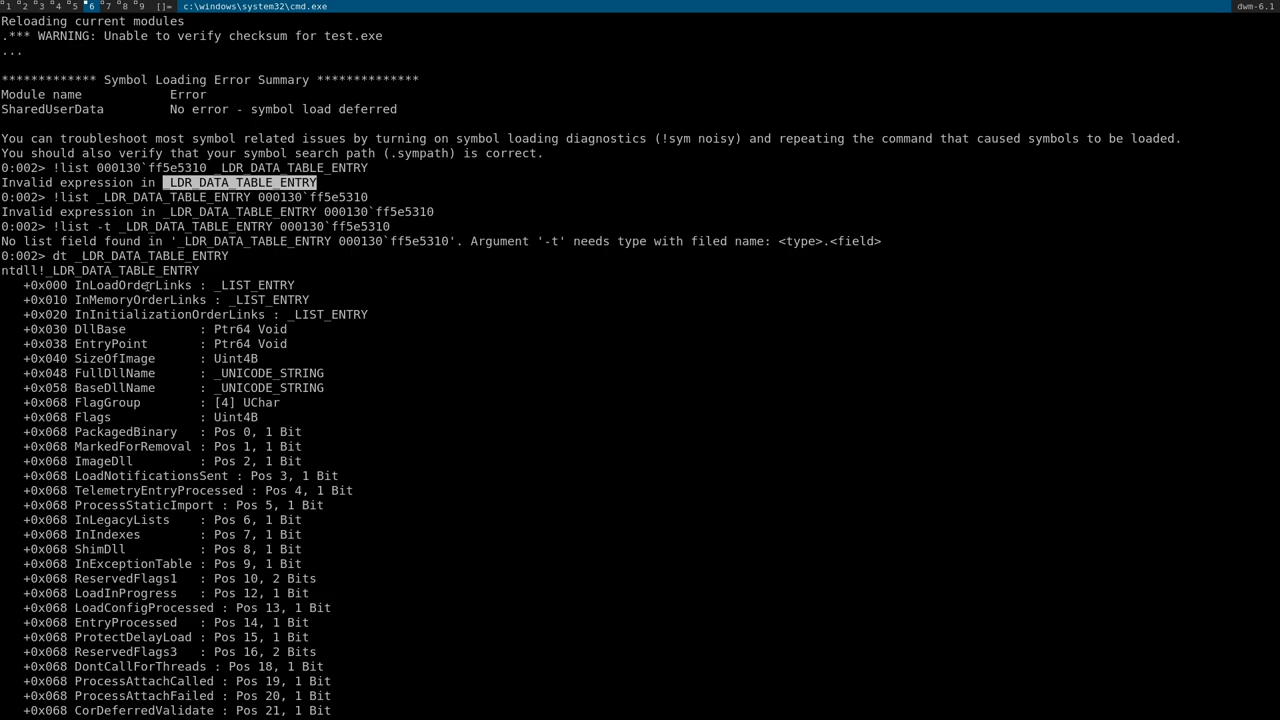 1 2 3 4 5 6 7 8 9 []= c:\windows\system32\cmd.exe dwm-6.1
Reloading current modules
.*** WARNING: Unable to verify checksum for test.exe
...
************* Symbol Loading Error Summary **************
Module name Error
SharedUserData No error - symbol load deferred
You can troubleshoot most symbol related issues by turning on symbol loading diagnostics (!sym noisy) and repeating the command that caused symbols to be loaded.
You should also verify that your symbol search path (.sympath) is correct.
0:002> !list 000130`ff5e5310 _LDR_DATA_TABLE_ENTRY
Invalid expression in _LDR_DATA_TABLE_ENTRY
0:002> !list _LDR_DATA_TABLE_ENTRY 000130`ff5e5310
Invalid expression in _LDR_DATA_TABLE_ENTRY 000130`ff5e5310
0:002> !list -t _LDR_DATA_TABLE_ENTRY 000130`ff5e5310
No list field found in '_LDR_DATA_TABLE_ENTRY 000130`ff5e5310'. Argument '-t' needs type with filed name: <type>.<field>
0:002> dt _LDR_DATA_TABLE_ENTRY
ntdll!_LDR_DATA_TABLE_ENTRY
+0x000 InLoadOrderLinks : _LIST_ENTRY
+0x010 InMemoryOrderLinks : _LIST_ENTRY
+0x020 InInitializationOrderLinks : _LIST_ENTRY
+0x030 DllBase : Ptr64 Void
+0x038 EntryPoint : Ptr64 Void
+0x040 SizeOfImage : Uint4B
+0x048 FullDllName : _UNICODE_STRING
+0x058 BaseDllName : _UNICODE_STRING
+0x068 FlagGroup : [4] UChar
+0x068 Flags : Uint4B
+0x068 PackagedBinary : Pos 0, 1 Bit
+0x068 MarkedForRemoval : Pos 1, 1 Bit
+0x068 ImageDll : Pos 2, 1 Bit
+0x068 LoadNotificationsSent : Pos 3, 1 Bit
+0x068 TelemetryEntryProcessed : Pos 4, 1 Bit
+0x068 ProcessStaticImport : Pos 5, 1 Bit
+0x068 InLegacyLists : Pos 6, 1 Bit
+0x068 InIndexes : Pos 7, 1 Bit
+0x068 ShimDll : Pos 8, 1 Bit
+0x068 InExceptionTable : Pos 9, 1 Bit
+0x068 ReservedFlags1 : Pos 10, 2 Bits
+0x068 LoadInProgress : Pos 12, 1 Bit
+0x068 LoadConfigProcessed : Pos 13, 1 Bit
+0x068 EntryProcessed : Pos 14, 1 Bit
+0x068 ProtectDelayLoad : Pos 15, 1 Bit
+0x068 ReservedFlags3 : Pos 16, 2 Bits
+0x068 DontCallForThreads : Pos 18, 1 Bit
+0x068 ProcessAttachCalled : Pos 19, 1 Bit
+0x068 ProcessAttachFailed : Pos 20, 1 Bit
+0x068 CorDeferredValidate : Pos 21, 1 Bit